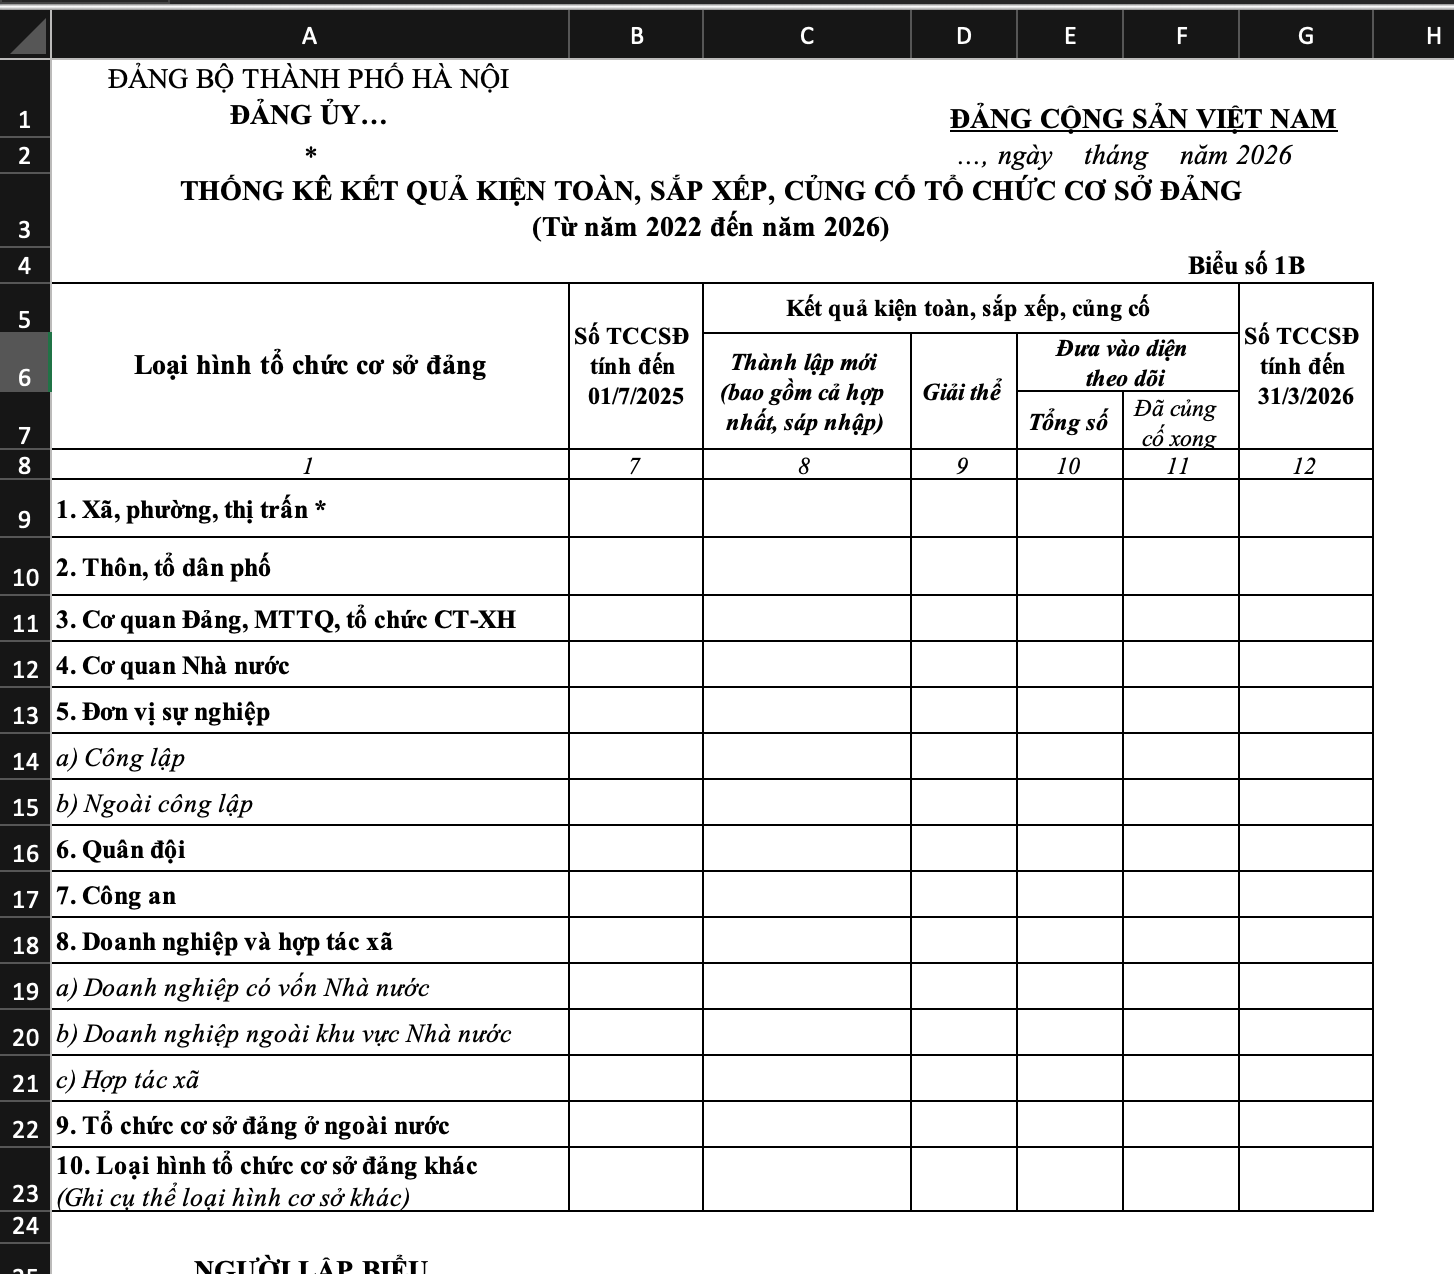 A B C D E F G H
1
ĐẢNG BỘ THÀNH PHỐ HÀ NỘI
ĐẢNG ỦY...
ĐẢNG CỘNG SẢN VIỆT NAM
2
*
..., ngày tháng năm 2026
3
THỐNG KÊ KẾT QUẢ KIỆN TOÀN, SẮP XẾP, CỦNG CỐ TỔ CHỨC CƠ SỞ ĐẢNG
(Từ năm 2022 đến năm 2026)
4
Biểu số 1B
5
6
7
Loại hình tổ chức cơ sở đảng
Số TCCSĐ
tính đến
01/7/2025
Kết quả kiện toàn, sắp xếp, củng cố
Thành lập mới
(bao gồm cả hợp
nhất, sáp nhập)
Giải thể
Đưa vào diện
theo dõi
Tổng số
Đã củng
cố xong
Số TCCSĐ
tính đến
31/3/2026
8 1 7 8 9 10 11 12
9 1. Xã, phường, thị trấn *
10 2. Thôn, tổ dân phố
11 3. Cơ quan Đảng, MTTQ, tổ chức CT-XH
12 4. Cơ quan Nhà nước
13 5. Đơn vị sự nghiệp
14 a) Công lập
15 b) Ngoài công lập
16 6. Quân đội
17 7. Công an
18 8. Doanh nghiệp và hợp tác xã
19 a) Doanh nghiệp có vốn Nhà nước
20 b) Doanh nghiệp ngoài khu vực Nhà nước
21 c) Hợp tác xã
22 9. Tổ chức cơ sở đảng ở ngoài nước
23 10. Loại hình tổ chức cơ sở đảng khác
(Ghi cụ thể loại hình cơ sở khác)
24
25 NGƯỜI LẬP BIỂU